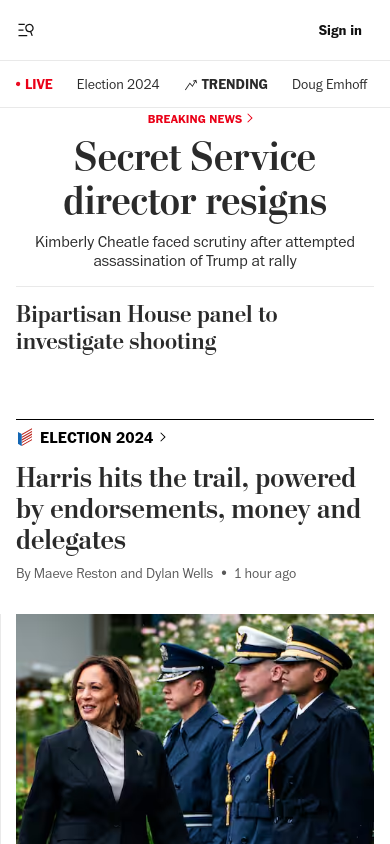 Sign in
LIVE Election 2024 TRENDING Doug Emhoff
BREAKING NEWS
Secret Service
director resigns
Kimberly Cheatle faced scrutiny after attempted
assassination of Trump at rally
Bipartisan House panel to
investigate shooting
ELECTION 2024
Harris hits the trail, powered
by endorsements, money and
delegates
By Maeve Reston and Dylan Wells • 1 hour ago